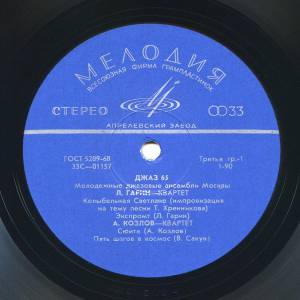 МЕЛОДИЯ
ВСЕСОЮЗНАЯ ФИРМА ГРАМПЛАСТИНОК
СТЕРЕО
33
АПРЕЛЕВСКИЙ ЗАВОД
ГОСТ 5289-68
33С—01157
Третья гр.-1
1-90
ДЖАЗ 65
Молодежные джазовые ансамбли Москвы
Л. ГАРИН—КВАРТЕТ
Колыбельная Светлане (импровизация
на тему песни Т. Хренникова)
Экспромт (Л. Гарин)
А. КОЗЛОВ—КВАРТЕТ
Сюита (А. Козлов)
Пять шагов в космос (В. Сакун)